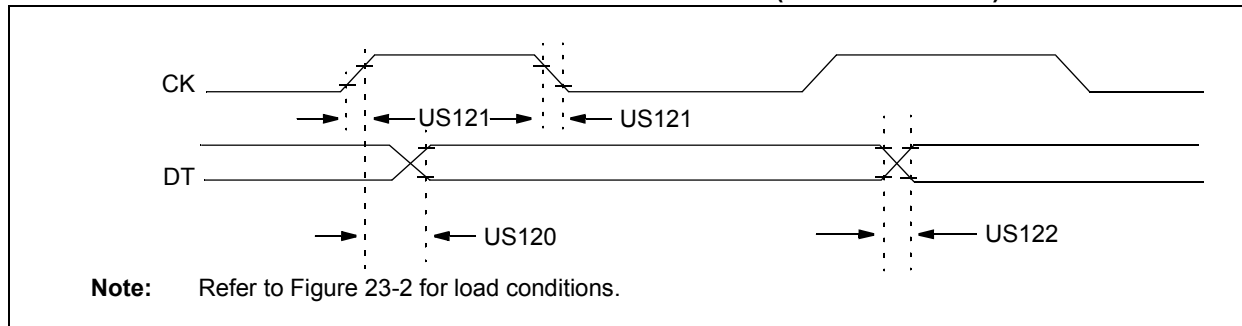 CK
US121 US121
DT
US120 US122
Note: Refer to Figure 23-2 for load conditions.